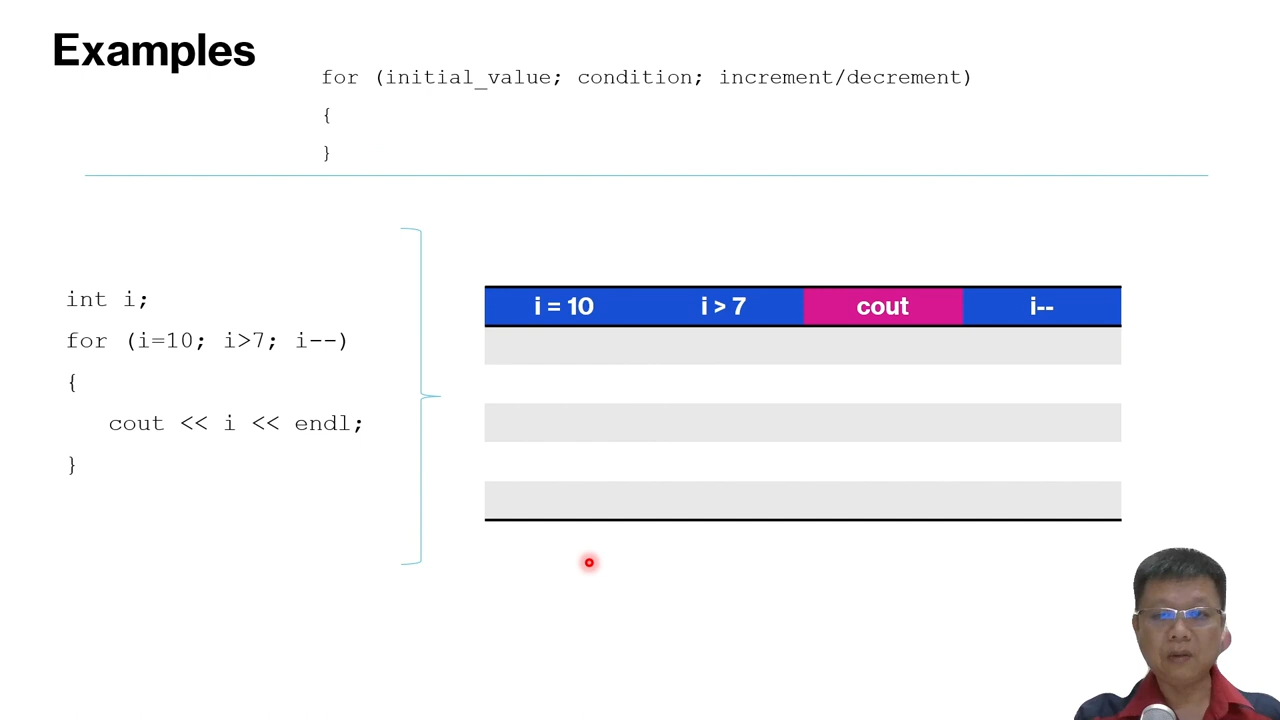 Examples
for (initial_value; condition; increment/decrement)
{
}
int i;
for (i=10; i>7; i--)
{
cout << i << endl;
}
i = 10 i > 7 cout i--